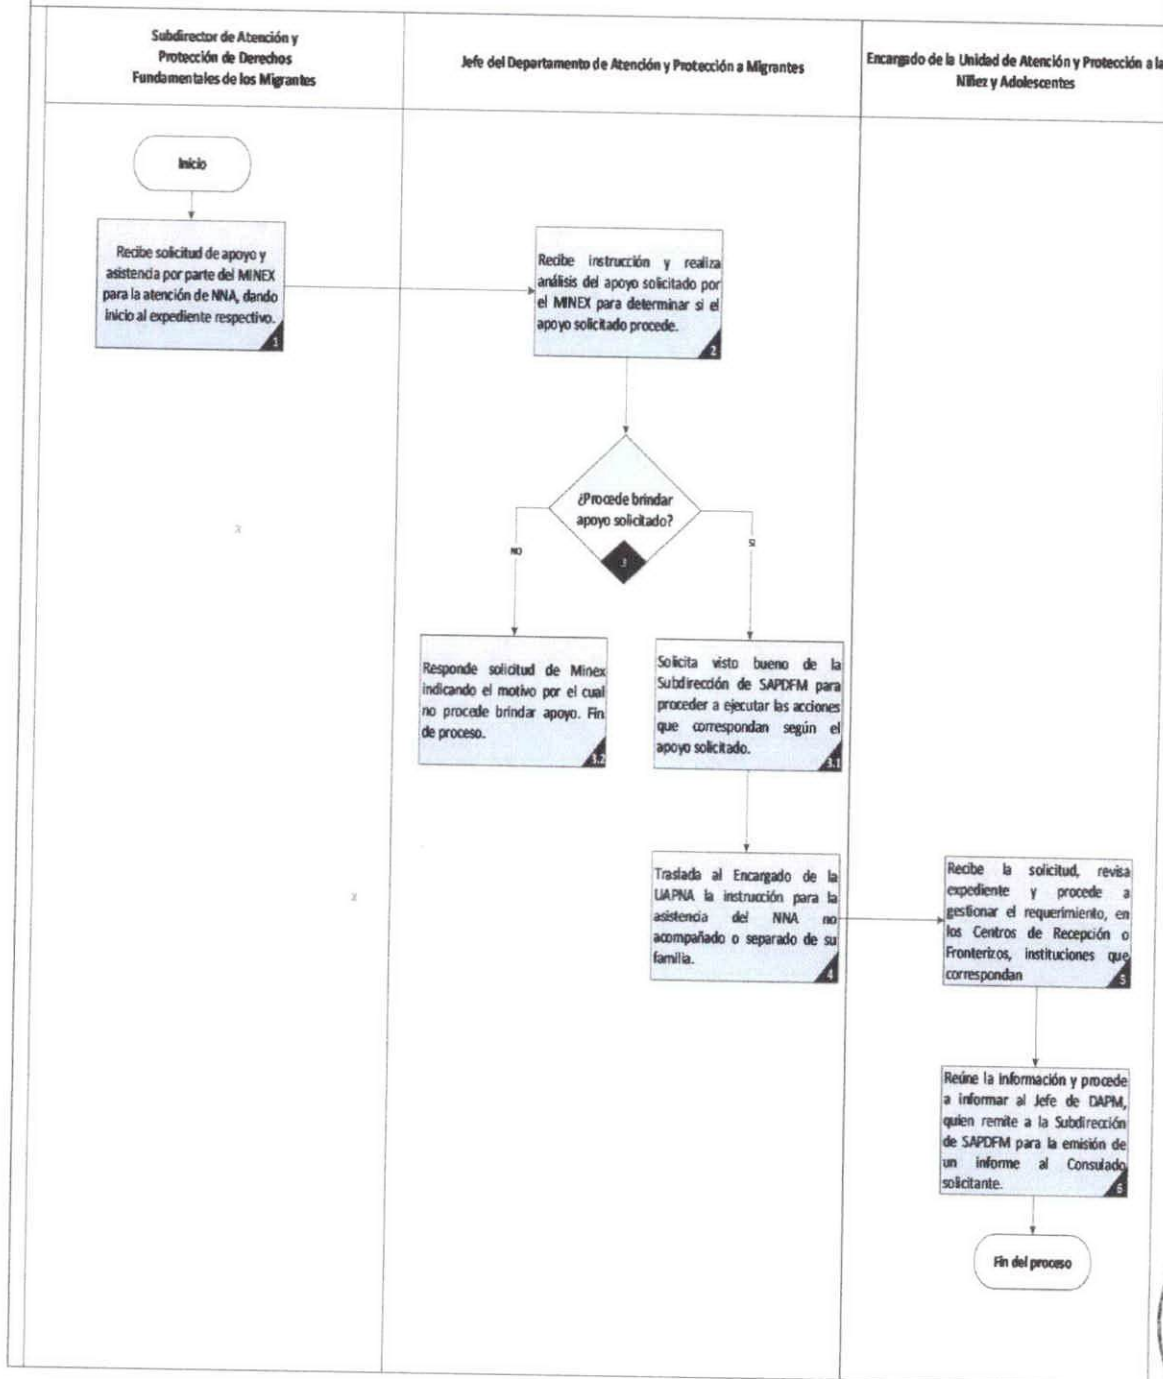 Subdirector de Atención y
Protección de Derechos
Fundamentales de los Migrantes
Jefe del Departamento de Atención y Protección a Migrantes
Encargado de la Unidad de Atención y Protección a la
Niñez y Adolescentes
Inicio
Recibe solicitud de apoyo y
asistencia por parte del MINEX
para la atención de NNA, dando
inicio al expediente respectivo.
1
Recibe instrucción y realiza
análisis del apoyo solicitado por
el MINEX para determinar si el
apoyo solicitado procede.
2
¿Procede brindar
apoyo solicitado?
3
NO
SI
Responde solicitud de Minex
indicando el motivo por el cual
no procede brindar apoyo. Fin
de proceso.
3.2
Solicita visto bueno de la
Subdirección de SAPDFM para
proceder a ejecutar las acciones
que correspondan según el
apoyo solicitado.
3.1
Traslada al Encargado de la
UAPNA la instrucción para la
asistencia del NNA no
acompañado o separado de su
familia.
4
Recibe la solicitud, revisa
expediente y procede a
gestionar el requerimiento, en
los Centros de Recepción o
Fronterizos, instituciones que
correspondan
5
Reúne la información y procede
a informar al Jefe de DAPM,
quien remite a la Subdirección
de SAPDFM para la emisión de
un informe al Consulado
solicitante.
6
Fin del proceso